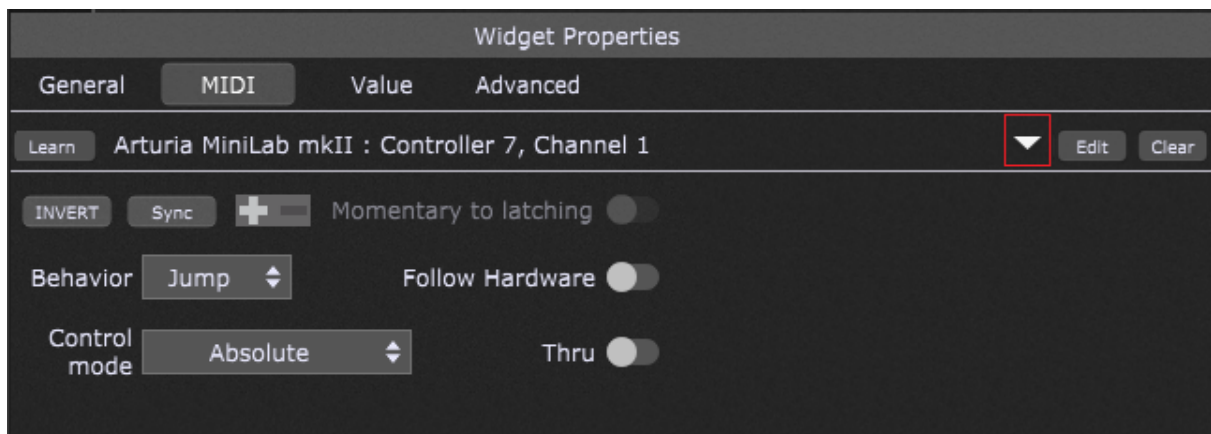 Widget Properties
General MIDI Value Advanced
Learn Arturia MiniLab mkII : Controller 7, Channel 1 Edit Clear
INVERT Sync Momentary to latching
Behavior Jump Follow Hardware
Control mode Absolute Thru